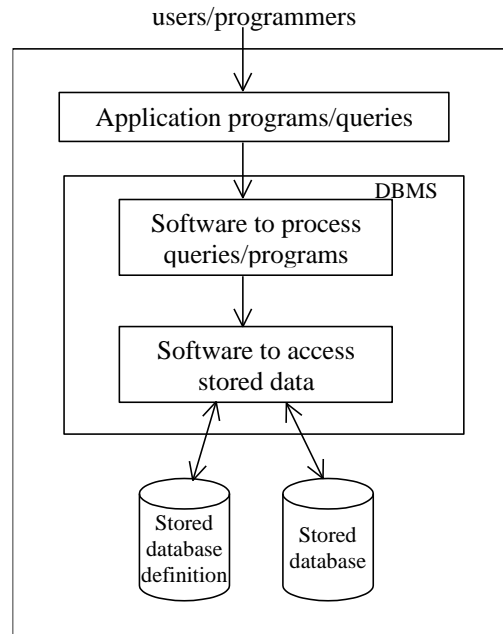 users/programmers
Application programs/queries
DBMS
Software to process
queries/programs
Software to access
stored data
Stored
database
definition
Stored
database